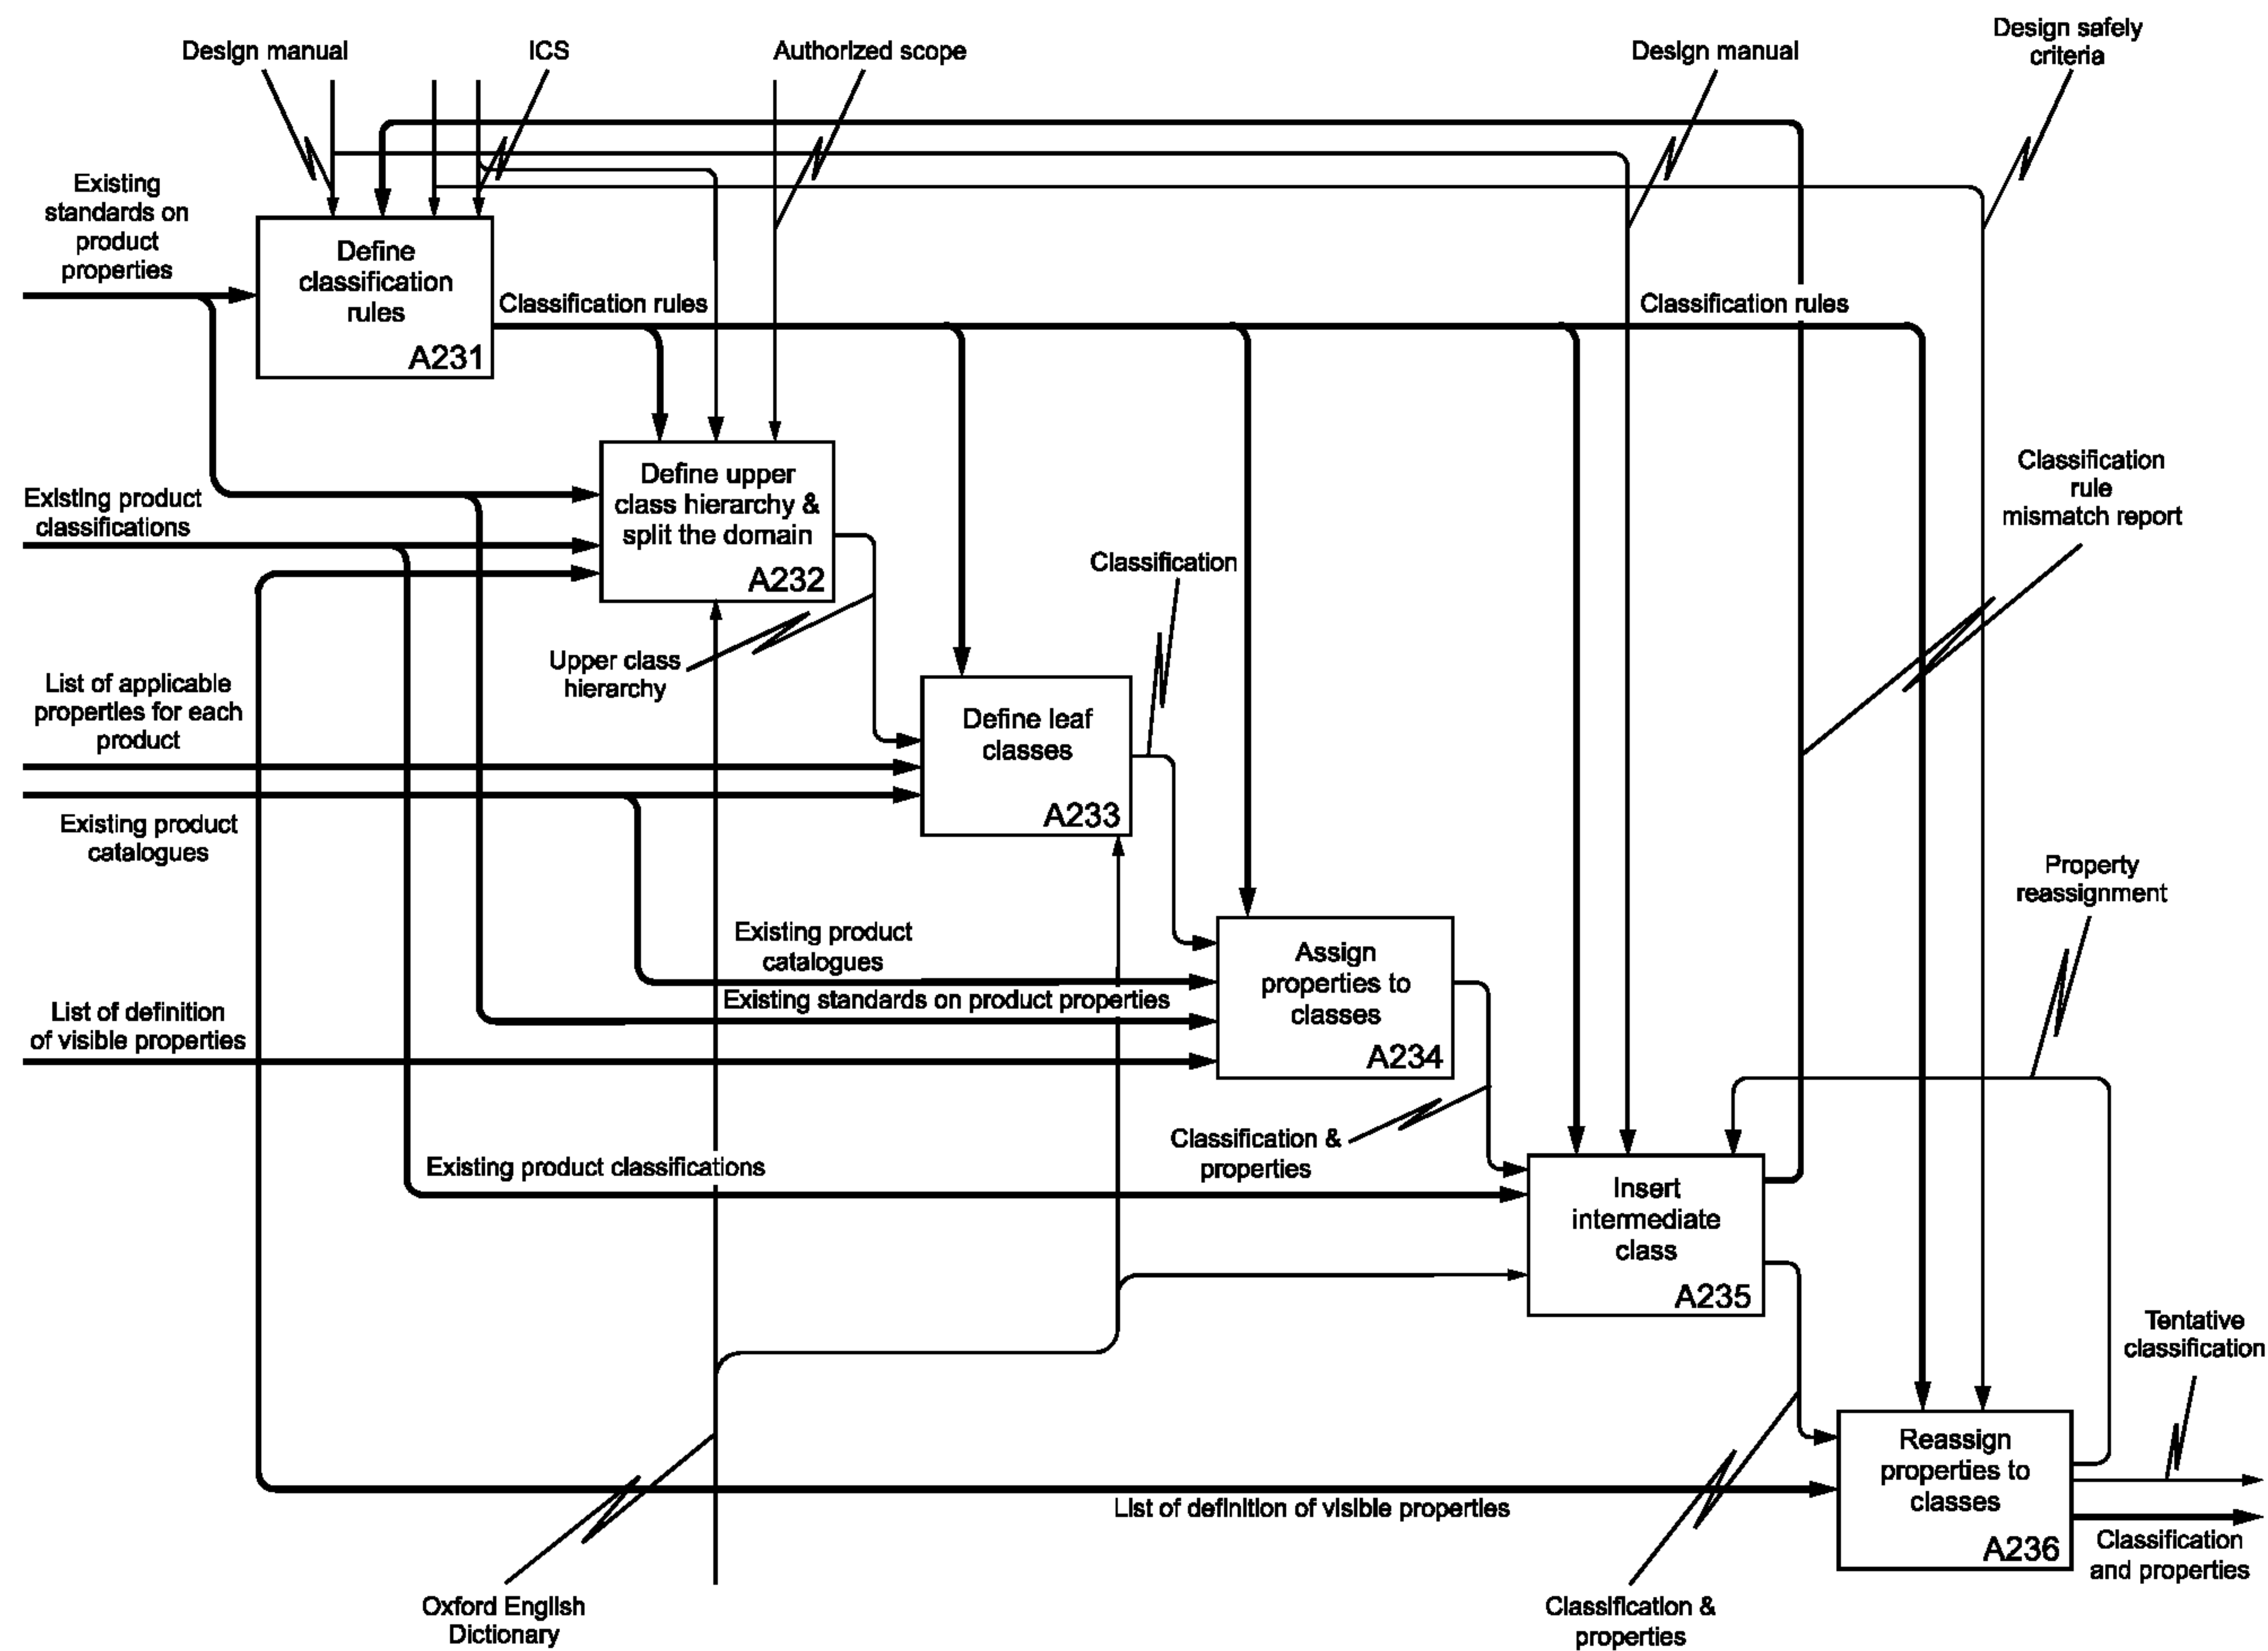 Design manual
ICS
Authorized scope
Design manual
Design safely
criteria
Existing
standards on
product
properties
Define
classification
rules
A231
Classification rules
Classification rules
Existing product
classifications
Define upper
class hierarchy &
split the domain
A232
Classification
rule
mismatch report
Classification
Upper class
hierarchy
List of applicable
properties for each
product
Define leaf
classes
A233
Existing product
catalogues
Property
reassignment
Existing product
catalogues
Existing standards on product properties
Assign
properties to
classes
A234
List of definition
of visible properties
Classification &
properties
Existing product classifications
Insert
intermediate
class
A235
Tentative
classification
Reassign
properties to
classes
A236
List of definition of visible properties
Classification
and properties
Oxford English
Dictionary
Classification &
properties